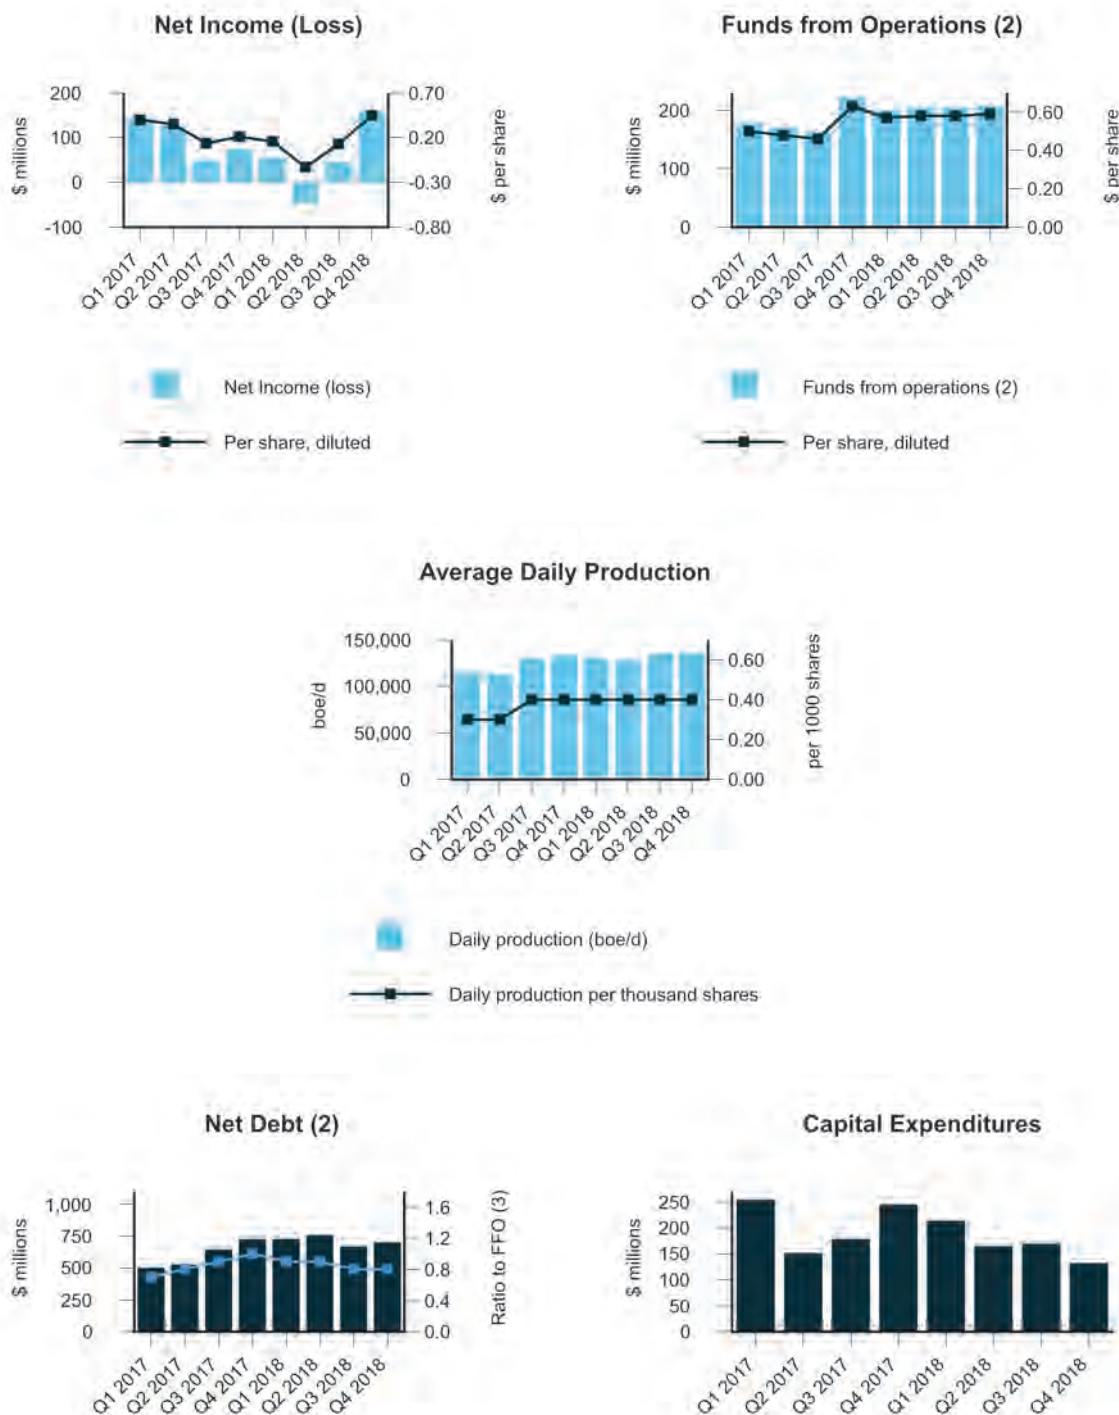 Net Income (Loss)
$ millions
200
100
0
-100
0.70
0.20
-0.30
-0.80
$ per share
Q1 2017
Q2 2017
Q3 2017
Q4 2017
Q1 2018
Q2 2018
Q3 2018
Q4 2018
Net Income (loss)
Per share, diluted
Funds from Operations (2)
$ millions
200
100
0
0.60
0.40
0.20
0.00
$ per share
Q1 2017
Q2 2017
Q3 2017
Q4 2017
Q1 2018
Q2 2018
Q3 2018
Q4 2018
Funds from operations (2)
Per share, diluted
Average Daily Production
boe/d
150,000
100,000
50,000
0
0.60
0.40
0.20
0.00
per 1000 shares
Q1 2017
Q2 2017
Q3 2017
Q4 2017
Q1 2018
Q2 2018
Q3 2018
Q4 2018
Daily production (boe/d)
Daily production per thousand shares
Net Debt (2)
$ millions
1,000
750
500
250
0
1.6
1.2
0.8
0.4
0.0
Ratio to FFO (3)
Q1 2017
Q2 2017
Q3 2017
Q4 2017
Q1 2018
Q2 2018
Q3 2018
Q4 2018
Capital Expenditures
$ millions
250
200
150
100
50
0
Q1 2017
Q2 2017
Q3 2017
Q4 2017
Q1 2018
Q2 2018
Q3 2018
Q4 2018